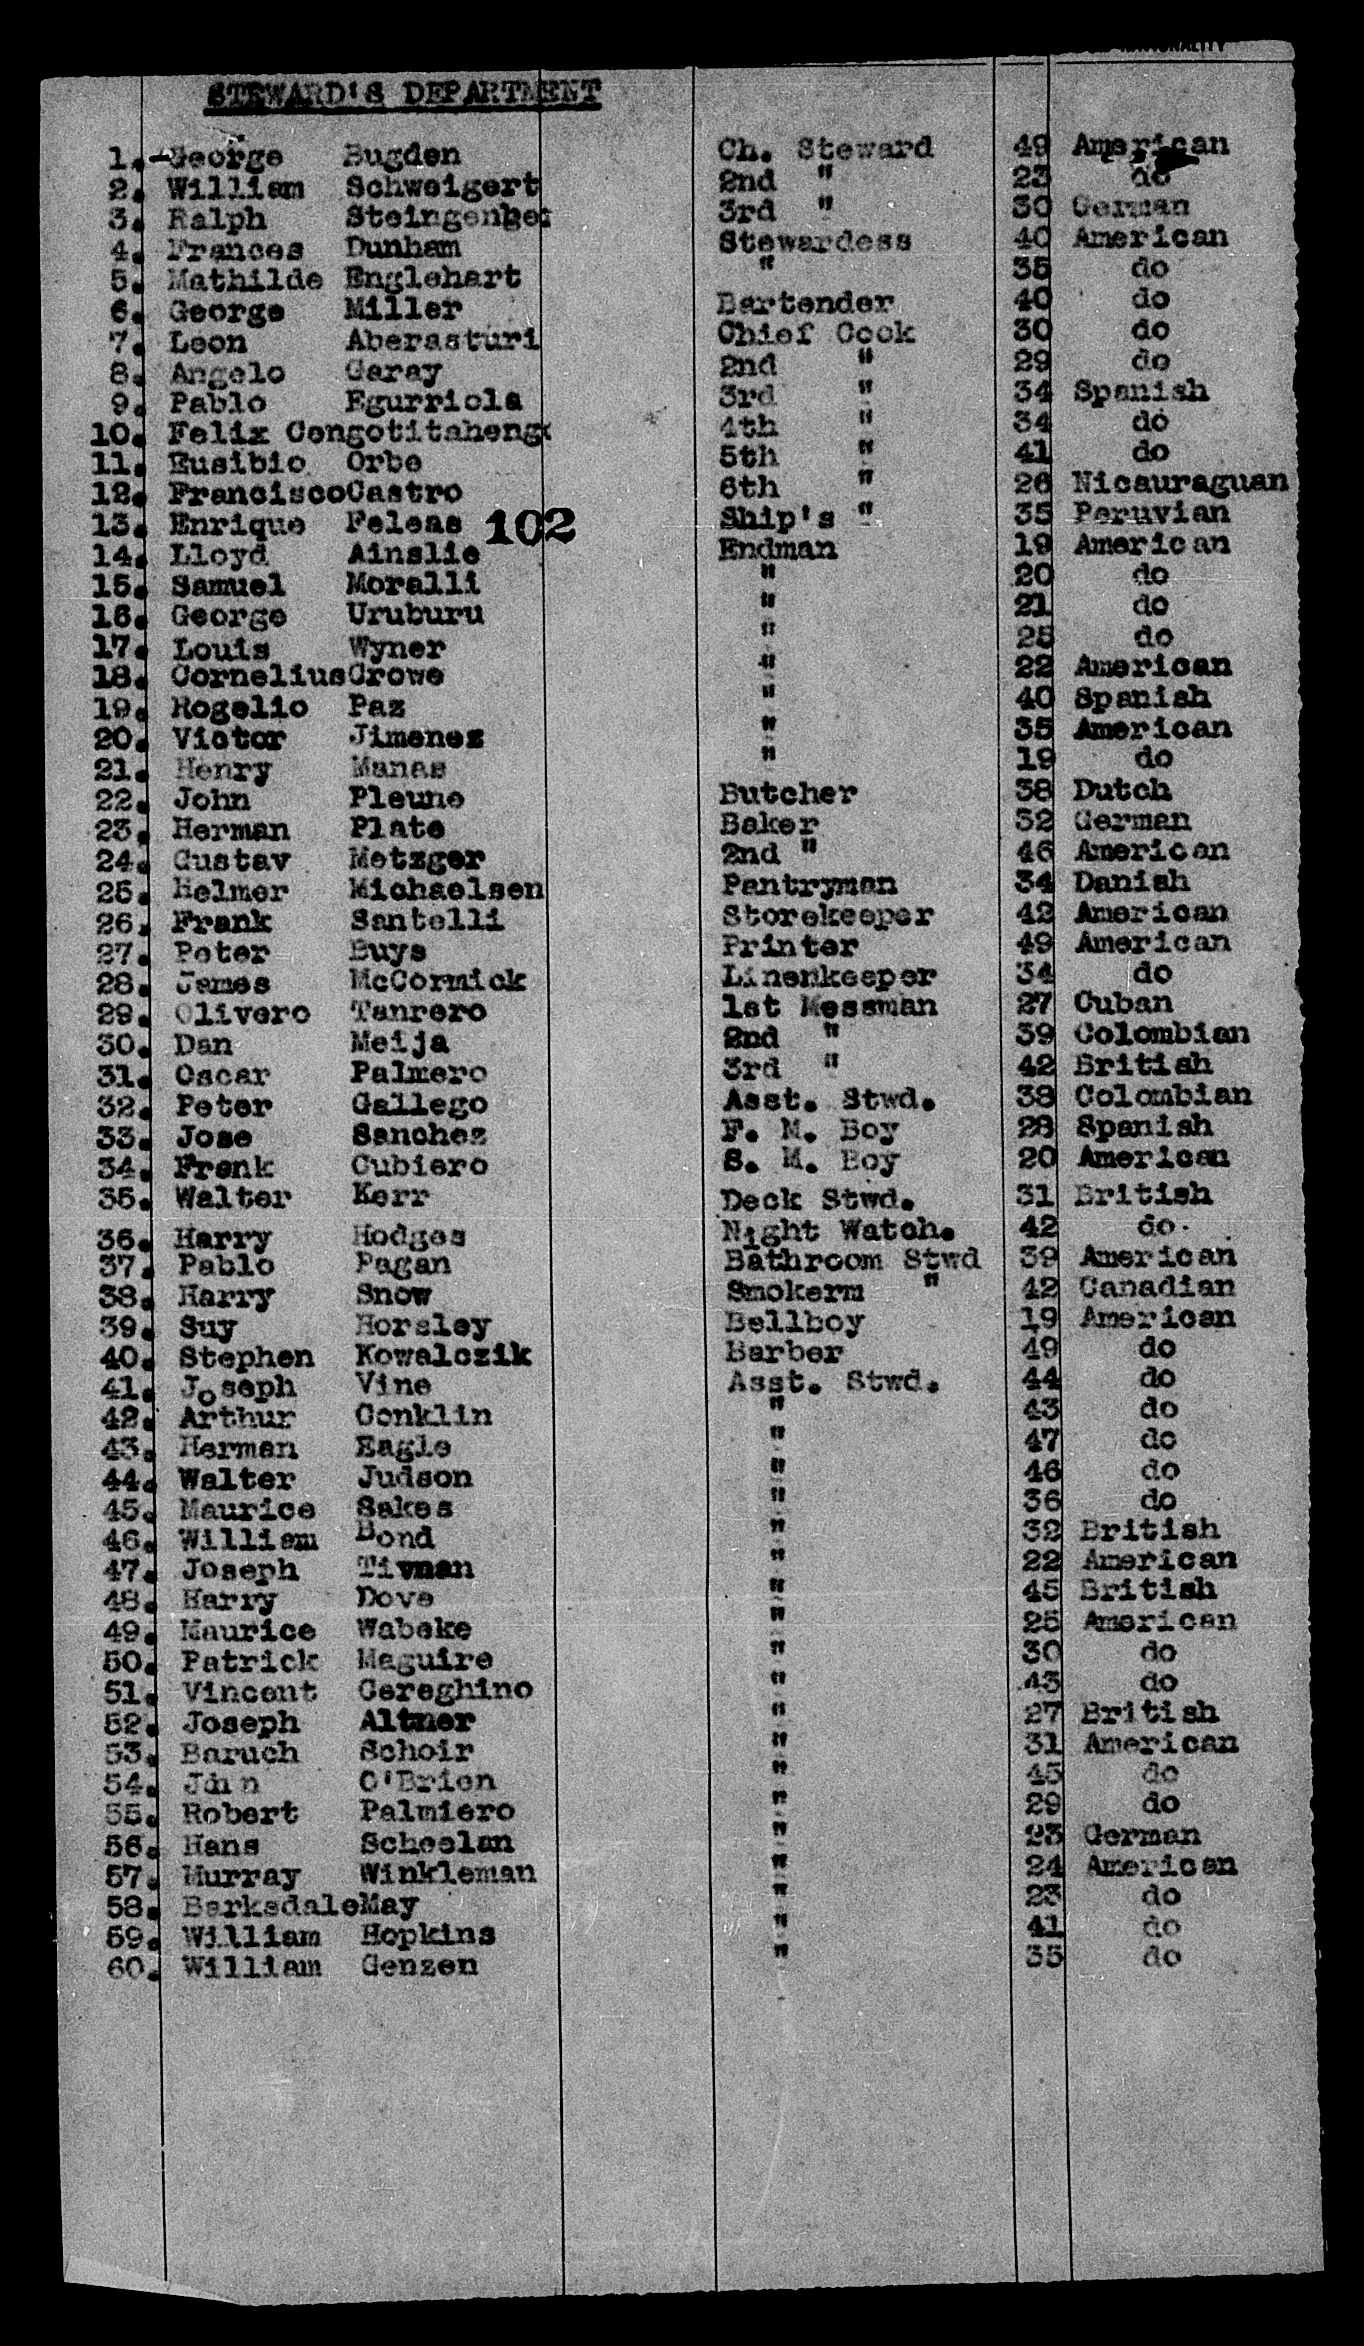 NATIONALITY
STEWARD'S DEPARTMENT
1. George Bugden Ch. Steward 49 American
2. William Schweigert 2nd " 23 do
3. Ralph Steingenber 3rd " 30 German
4. Frances Dunham Stewardess 40 American
5. Mathilde Englehart " 35 do
6. George Miller Bartender 40 do
7. Leon Aberasturi Chief Cook 30 do
8. Angelo Garay 2nd " 29 do
9. Pablo Egurriola 3rd " 34 Spanish
10. Felix 4th " 34 do
11. Eusibio Orbe 5th " 41 do
12. Francisco Castro 6th " 26 Nicauraguan
13. Enrique Feleas 102 Ship's " 35 Peruvian
14. Lloyd Ainslie Endman 19 American
15. Samuel Moralli " 20 do
16. George Uruburu " 21 do
17. Louis Wyner " 25 do
18. Cornelius Crowe " 22 American
19. Rogelio Paz " 40 Spanish
20. Victor Jimenez " 35 American
21. Henry Manas " 19 do
22. John Pleune Butcher 38 Dutch
23. Herman Plate Baker 32 German
24. Gustav Metzger 2nd " 46 American
25. Helmer Michaelsen Pantryman 34 Danish
26. Frank Santelli Storekeeper 42 American
27. Peter Buys Printer 49 American
28. James McCormick Linenkeeper 34 do
29. Olivero Tanrero 1st Messman 27 Cuban
30. Dan Meija 2nd " 39 Colombian
31. Oscar Palmero 3rd " 42 British
32. Peter Gallego Asst. Stwd. 38 Colombian
33. Jose Sanchez F. M. Boy 28 Spanish
34. Frank Cubiero S. M. Boy 20 American
35. Walter Kerr Deck Stwd. 31 British
36. Harry Hodges Night Watch. 42 do.
37. Pablo Pagan Bathroom Stwd 39 American
38. Harry Snow Smokerm " 42 Canadian
39. Suy Horsley Bellboy 19 American
40. Stephen Kowalczik Barber 49 do
41. Joseph Vine Asst. Stwd. 44 do
42. Arthur Conklin " 43 do
43. Herman Eagle " 47 do
44. Walter Judson " 46 do
45. Maurice Sakes " 36 do
46. William Bond " 32 British
47. Joseph Tivnan " 22 American
48. Harry Dove " 45 British
49. Maurice Wabeke " 25 American
50. Patrick Maguire " 30 do
51. Vincent Cereghino " 43 do
52. Joseph Altner " 27 British
53. Baruch Schoir " 31 American
54. John O'Brien " 45 do
55. Robert Palmiero " 29 do
56. Hans Scheelan " 23 German
57. Murray Winkleman " 24 American
58. Barksdale May " 23 do
59. William Hopkins " 41 do
60. William Genzen " 35 do